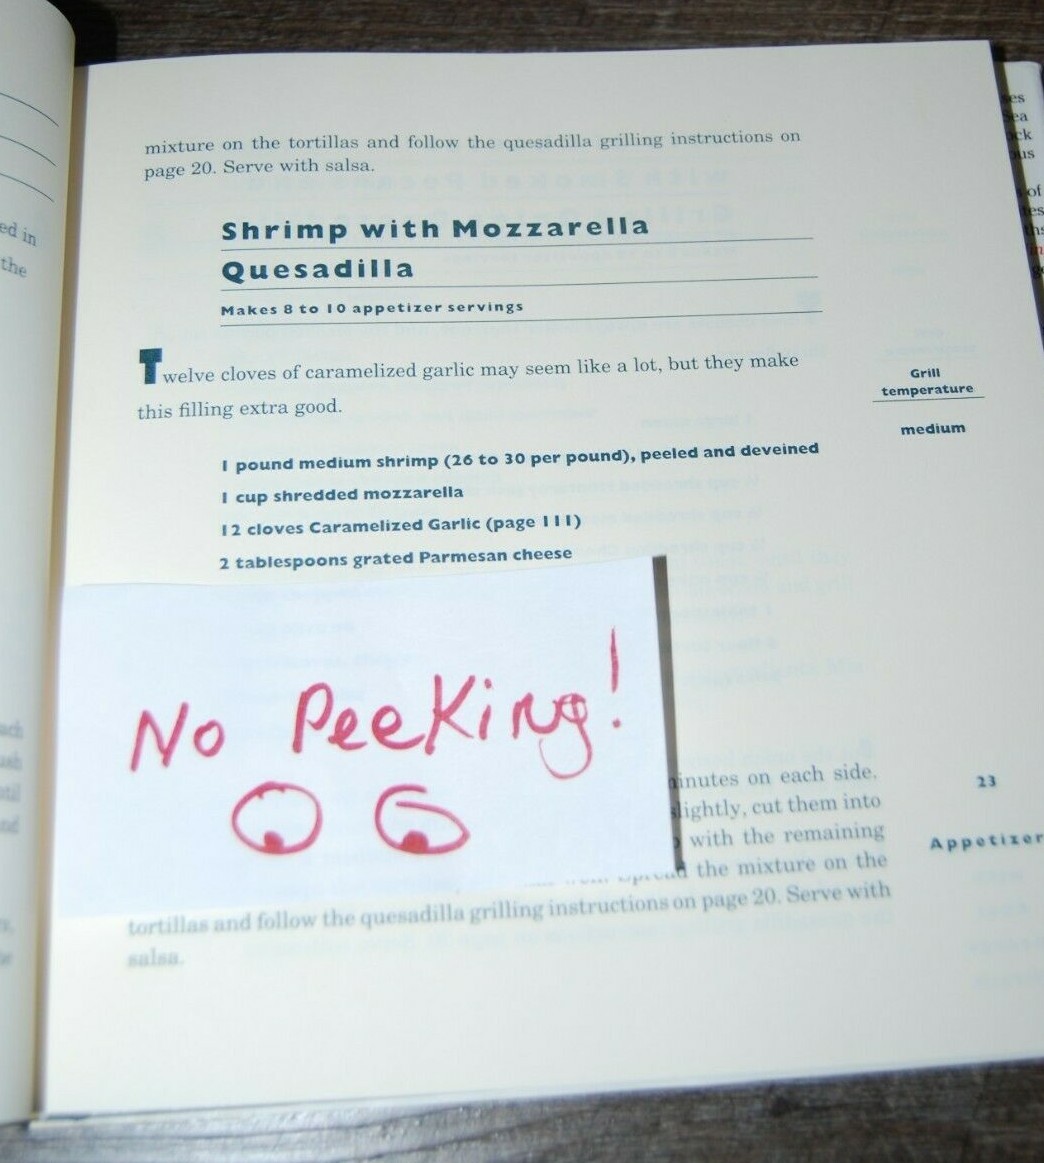 mixture on the tortillas and follow the quesadilla grilling instructions on
page 20. Serve with salsa.
Shrimp with Mozzarella
Quesadilla
Makes 8 to 10 appetizer servings
Twelve cloves of caramelized garlic may seem like a lot, but they make
this filling extra good.
Grill
temperature
medium
1 pound medium shrimp (26 to 30 per pound), peeled and deveined
1 cup shredded mozzarella
12 cloves Caramelized Garlic (page 111)
2 tablespoons grated Parmesan cheese
No Peeking!
minutes on each side.
slightly, cut them into
with the remaining
Spread the mixture on the
tortillas and follow the quesadilla grilling instructions on page 20. Serve with
salsa.
23
Appetizer
ed in
the